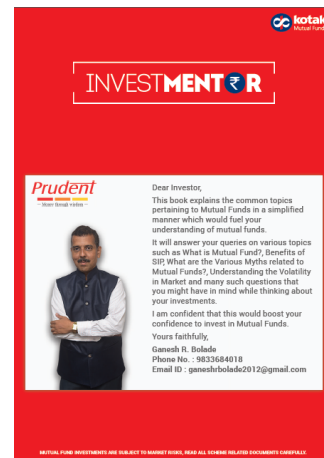 kotak
Mutual Fund
INVESTMENTOR
Prudent
Money through wisdom
Dear Investor,
This book explains the common topics
pertaining to Mutual Funds in a simplified
manner which would fuel your
understanding of mutual funds.
It will answer your queries on various topics
such as What is Mutual Fund?, Benefits of
SIP, What are the Various Myths related to
Mutual Funds?, Understanding the Volatility
in Market and many such questions that
you might have in mind while thinking about
your investments.
I am confident that this would boost your
confidence to invest in Mutual Funds.
Yours faithfully,
Ganesh R. Bolade
Phone No. : 9833684018
Email ID : ganeshrbolade2012@gmail.com
MUTUAL FUND INVESTMENTS ARE SUBJECT TO MARKET RISKS, READ ALL SCHEME RELATED DOCUMENTS CAREFULLY.